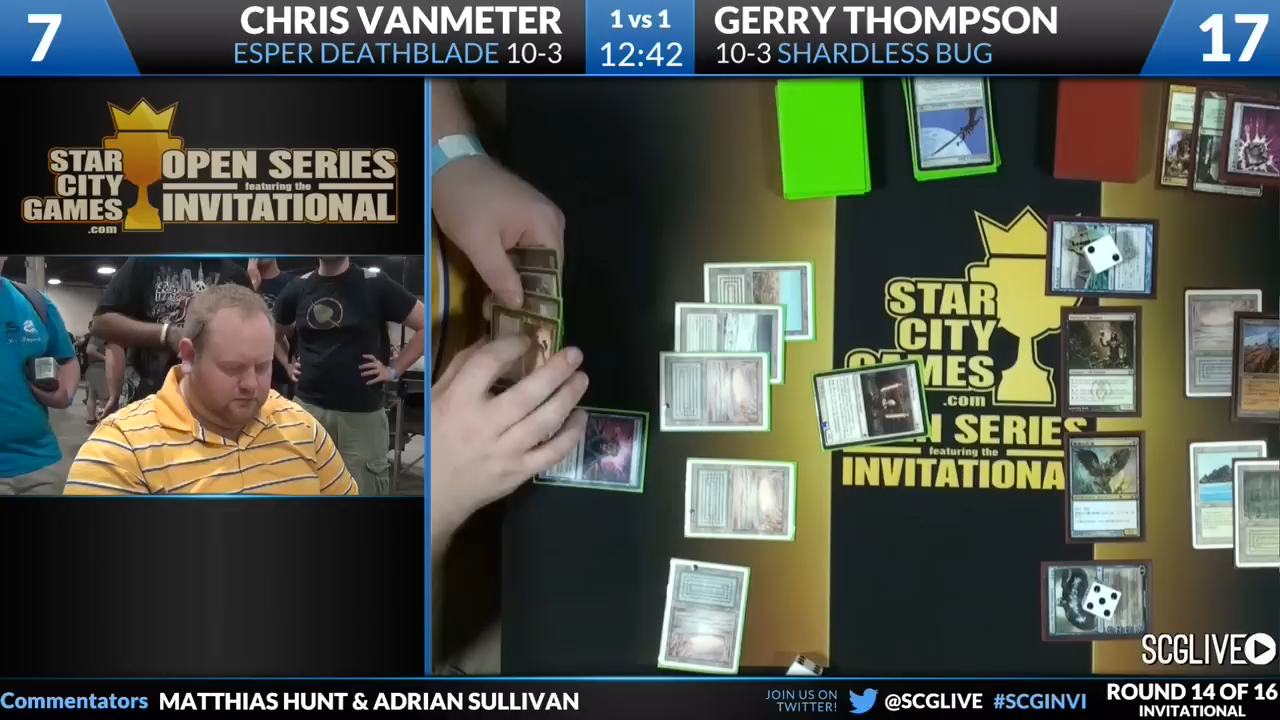 7
CHRIS VANMETER
ESPER DEATHBLADE 10-3
1 vs 1
12:42
GERRY THOMPSON
10-3 SHARDLESS BUG
17
STAR
CITY
GAMES
.com
OPEN SERIES
featuring the
INVITATIONAL
STAR
CITY
GAMES
.com
OPEN SERIES
featuring the
INVITATIONA
SCGLIVE
Commentators MATTHIAS HUNT & ADRIAN SULLIVAN
JOIN US ON
TWITTER!
@SCGLIVE #SCGINVI
ROUND 14 OF 16
INVITATIONAL